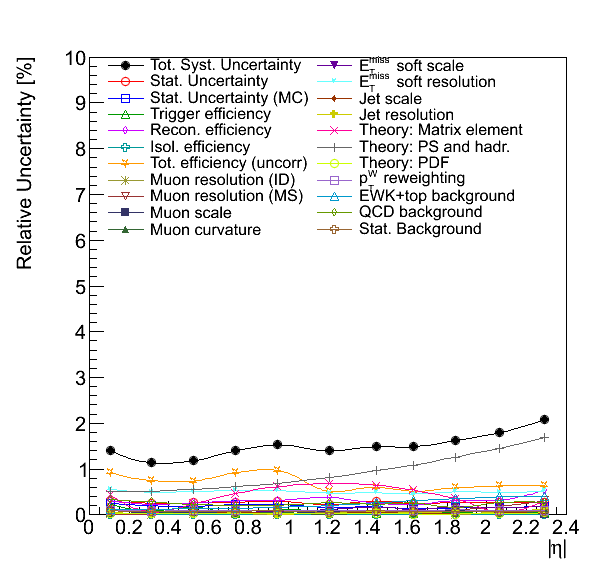 Relative Uncertainty [%]
10
9
8
7
6
5
4
3
2
1
0
Tot. Syst. Uncertainty
Stat. Uncertainty
Stat. Uncertainty (MC)
Trigger efficiency
Recon. efficiency
Isol. efficiency
Tot. efficiency (uncorr)
Muon resolution (ID)
Muon resolution (MS)
Muon scale
Muon curvature
E_T^miss soft scale
E_T^miss soft resolution
Jet scale
Jet resolution
Theory: Matrix element
Theory: PS and hadr.
Theory: PDF
p_T^W reweighting
EWK+top background
QCD background
Stat. Background
0 0.2 0.4 0.6 0.8 1 1.2 1.4 1.6 1.8 2 2.2 2.4
|η|